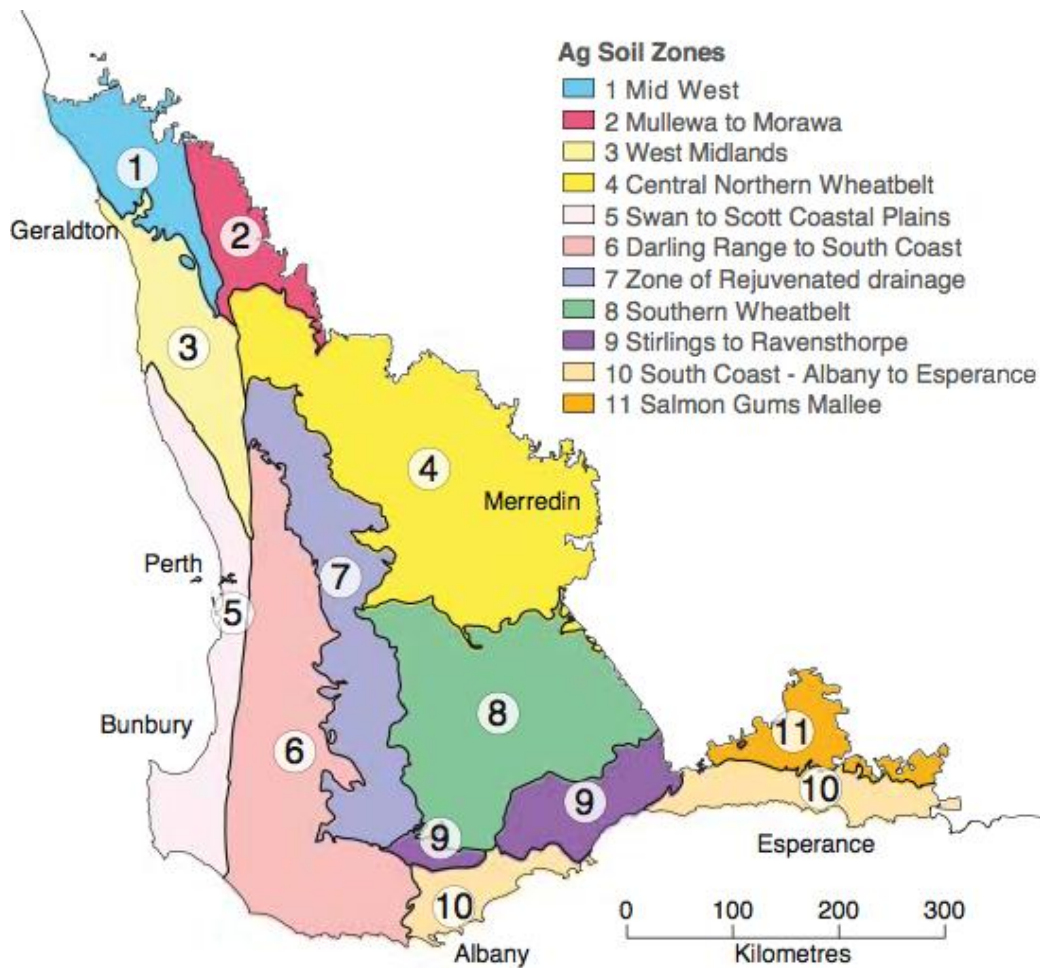 Ag Soil Zones
1 Mid West
2 Mullewa to Morawa
3 West Midlands
4 Central Northern Wheatbelt
5 Swan to Scott Coastal Plains
6 Darling Range to South Coast
7 Zone of Rejuvenated drainage
8 Southern Wheatbelt
9 Stirlings to Ravensthorpe
10 South Coast - Albany to Esperance
11 Salmon Gums Mallee
1
Geraldton
2
3
4
Merredin
Perth
7
5
8
Bunbury
6
11
10
9
9
Esperance
10
Albany
0 100 200 300
Kilometres